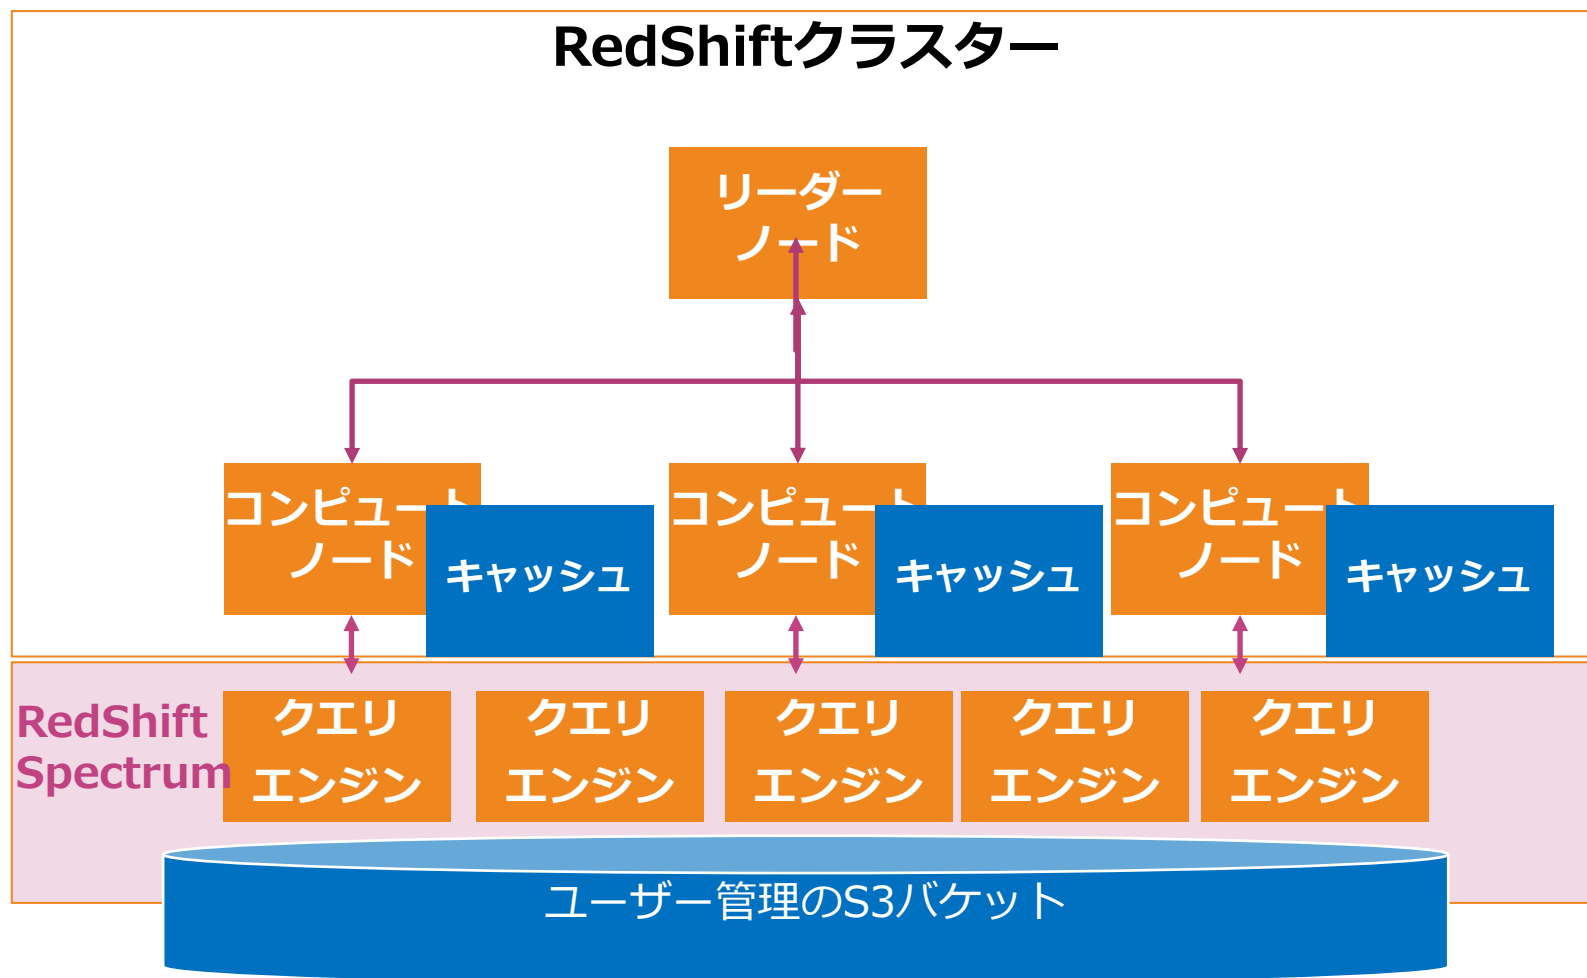 RedShiftクラスター
リーダー
ノード
コンピュート
ノード
キャッシュ
コンピュート
ノード
キャッシュ
コンピュート
ノード
キャッシュ
RedShift
Spectrum
クエリ
エンジン
クエリ
エンジン
クエリ
エンジン
クエリ
エンジン
クエリ
エンジン
ユーザー管理のS3バケット